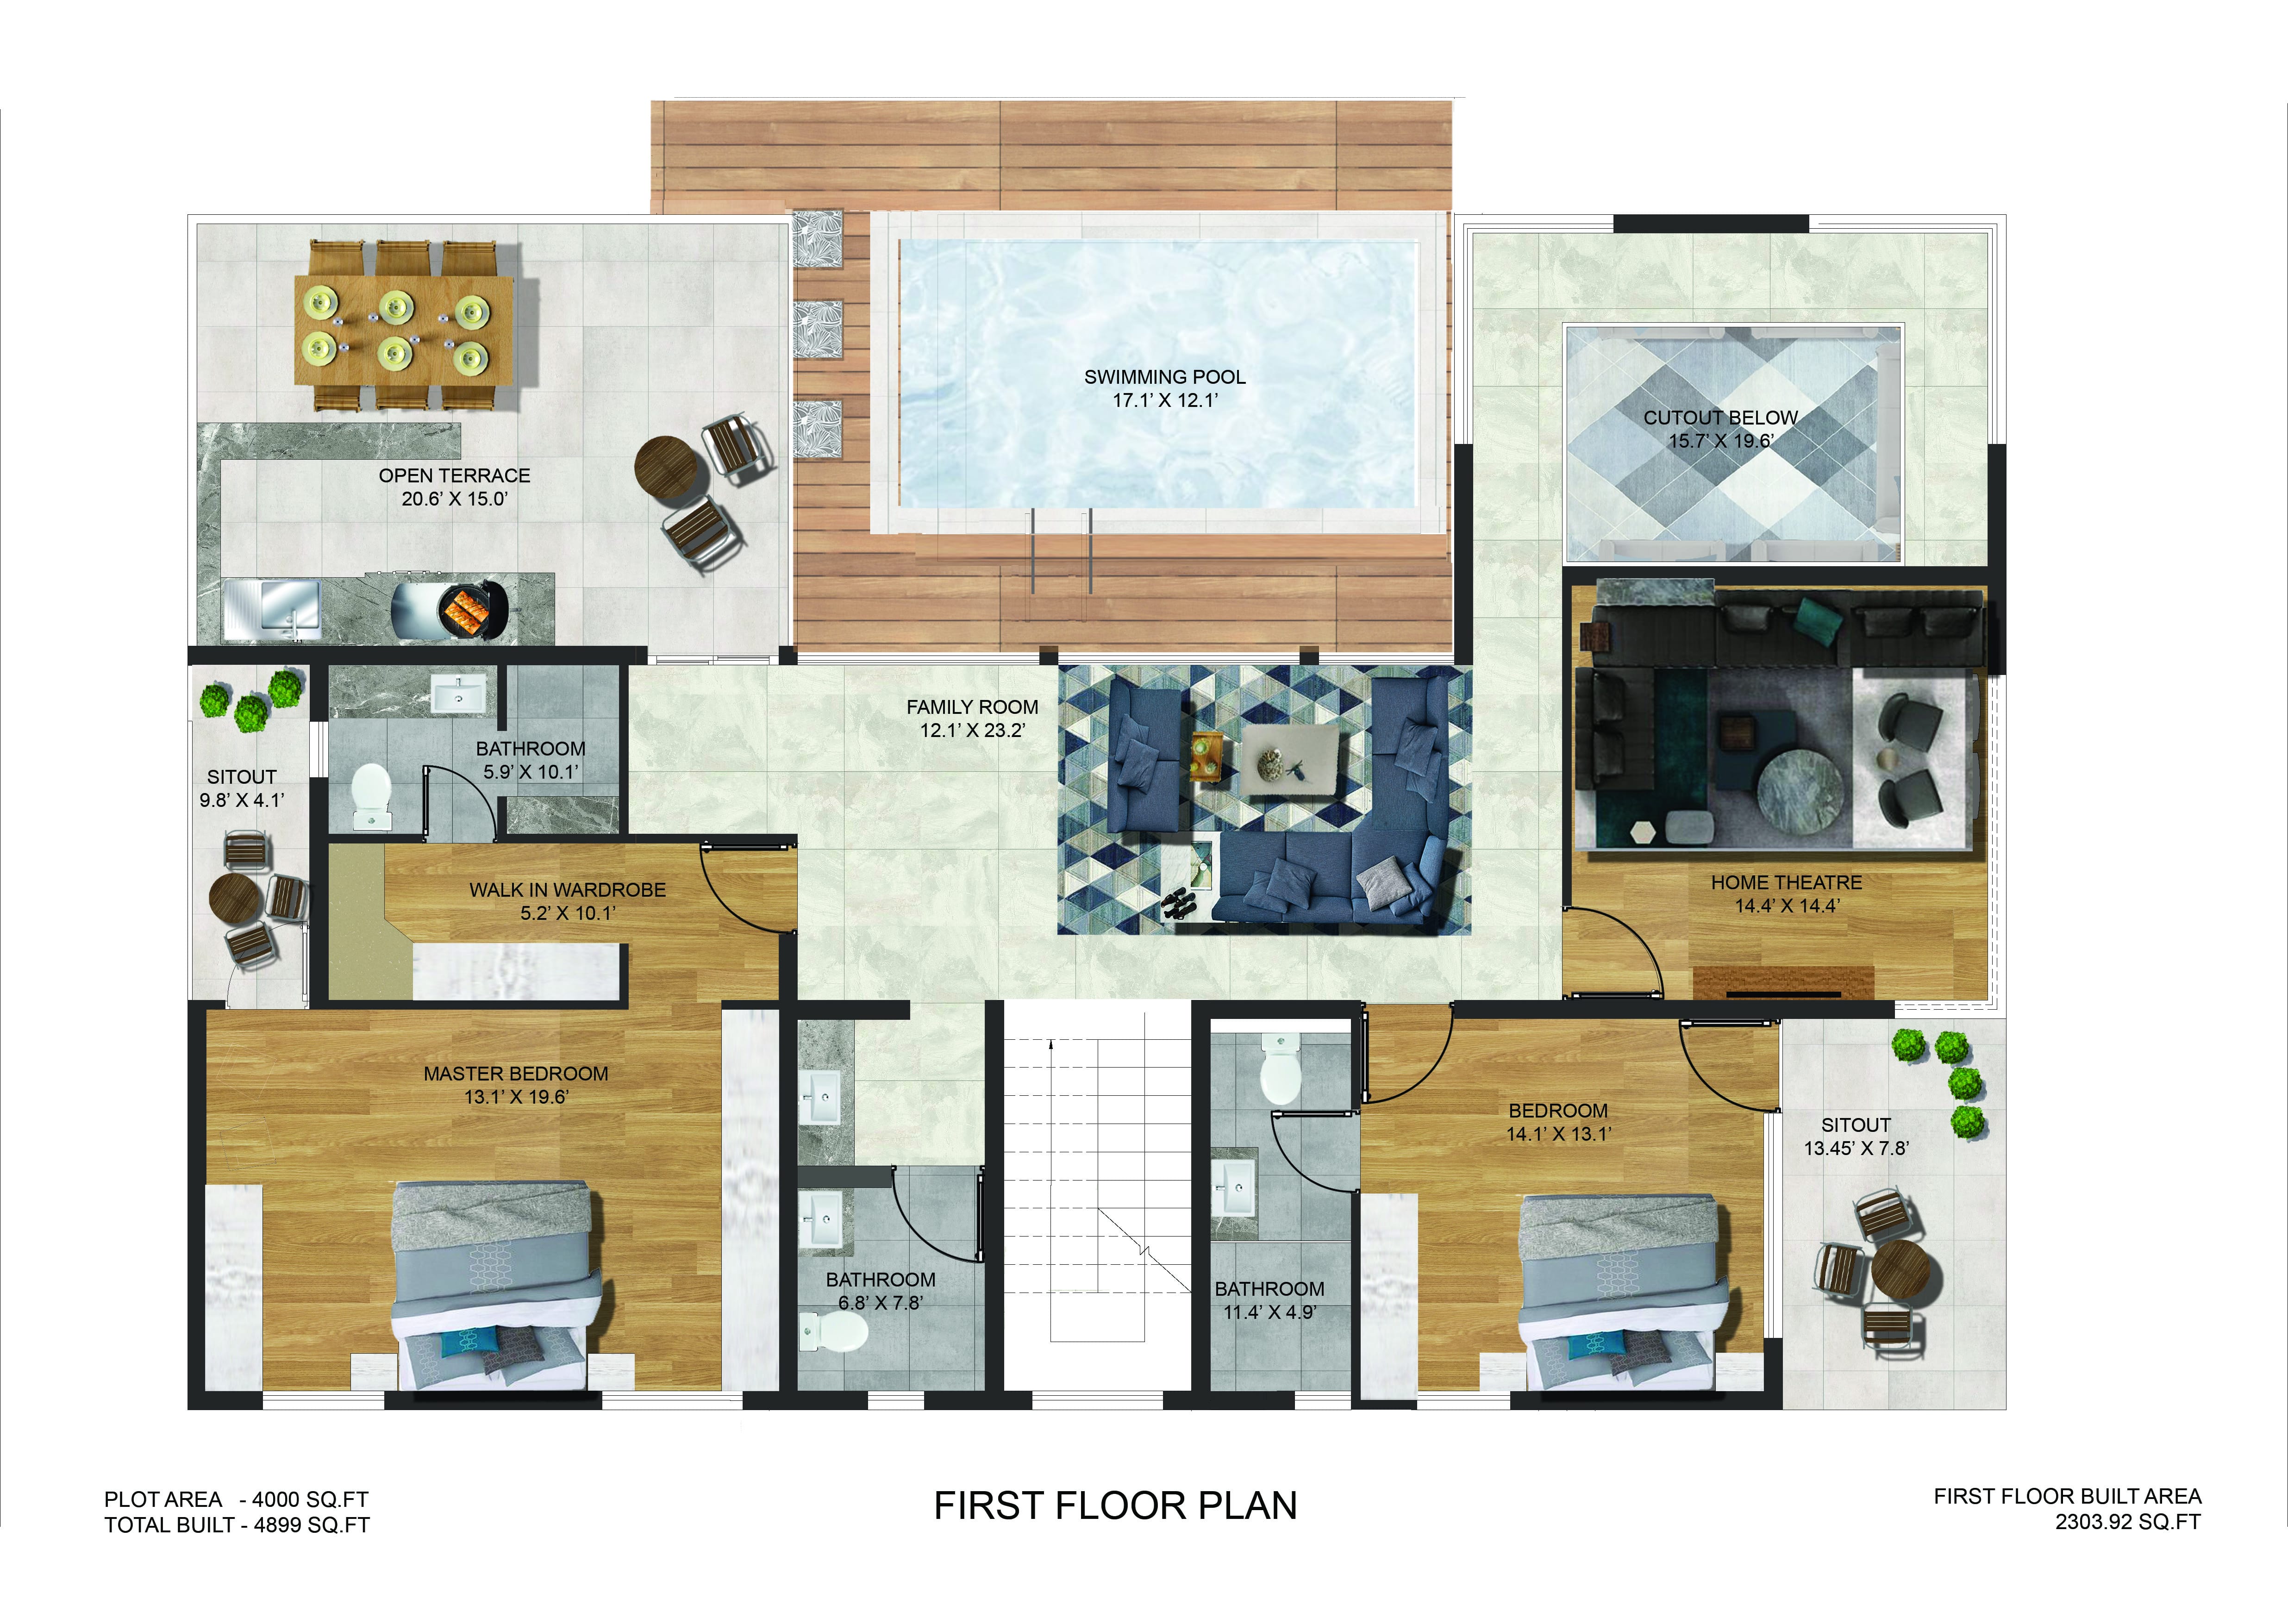 SWIMMING POOL
17.1’ X 12.1’
CUTOUT BELOW
15.7’ X 19.6’
OPEN TERRACE
20.6’ X 15.0’
FAMILY ROOM
12.1’ X 23.2’
BATHROOM
5.9’ X 10.1’
SITOUT
9.8’ X 4.1’
HOME THEATRE
14.4’ X 14.4’
WALK IN WARDROBE
5.2’ X 10.1’
MASTER BEDROOM
13.1’ X 19.6’
BEDROOM
14.1’ X 13.1’
SITOUT
13.45’ X 7.8’
BATHROOM
6.8’ X 7.8’
BATHROOM
11.4’ X 4.9’
PLOT AREA - 4000 SQ.FT
TOTAL BUILT - 4899 SQ.FT
FIRST FLOOR PLAN
FIRST FLOOR BUILT AREA
2303.92 SQ.FT